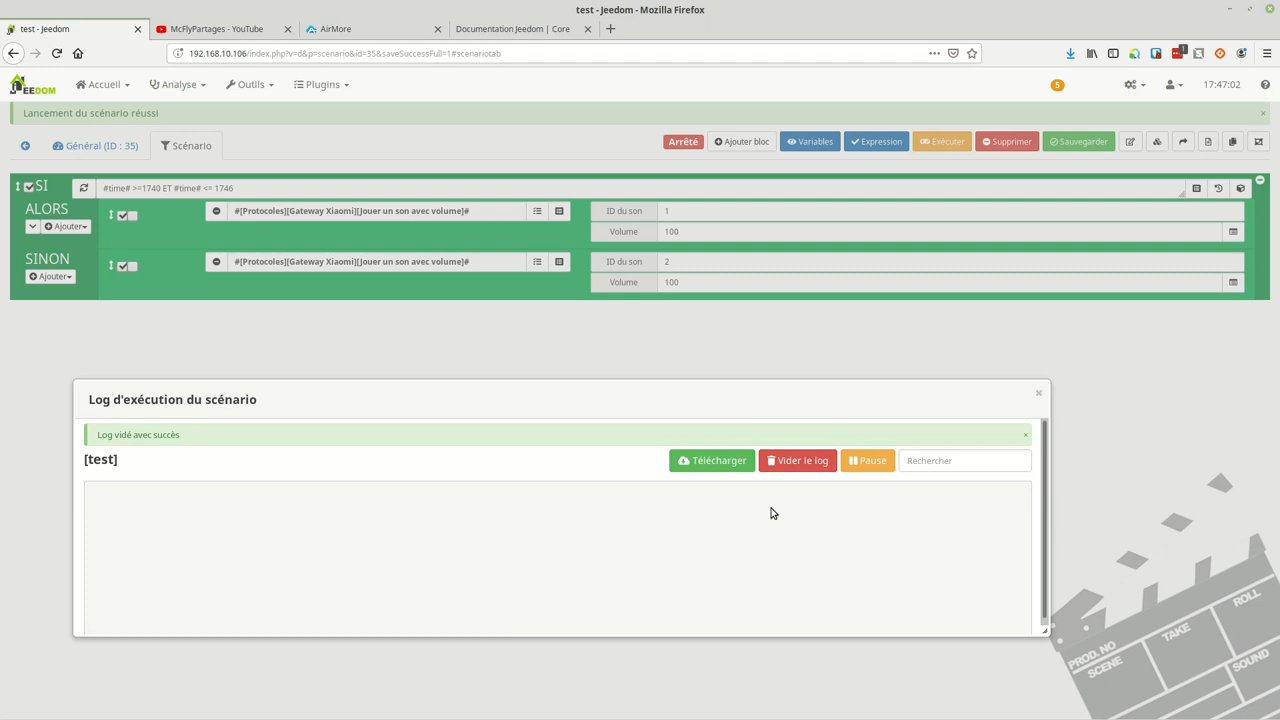 test - Jeedom - Mozilla Firefox
test - Jeedom
McFlyPartages - YouTube
AirMore
Documentation Jeedom | Core
192.168.10.106/index.php?v=d&p=scenario&id=35&saveSuccessFull=1#scenariotab
1
JEEDOM
Accueil
Analyse
Outils
Plugins
5
17:47:02
Lancement du scénario réussi
Général (ID : 35)
Scénario
Arrêté
Ajouter bloc
Variables
Expression
Exécuter
Supprimer
Sauvegarder
SI
#time# >=1740 ET #time# <= 1746
ALORS
Ajouter
#[Protocoles][Gateway Xiaomi][Jouer un son avec volume]#
ID du son
1
Volume
100
SINON
Ajouter
#[Protocoles][Gateway Xiaomi][Jouer un son avec volume]#
ID du son
2
Volume
100
Log d'exécution du scénario
Log vidé avec succès
[test]
Télécharger
Vider le log
Pause
Rechercher
PROD. NO
SCENE
TAKE
ROLL
SOUND